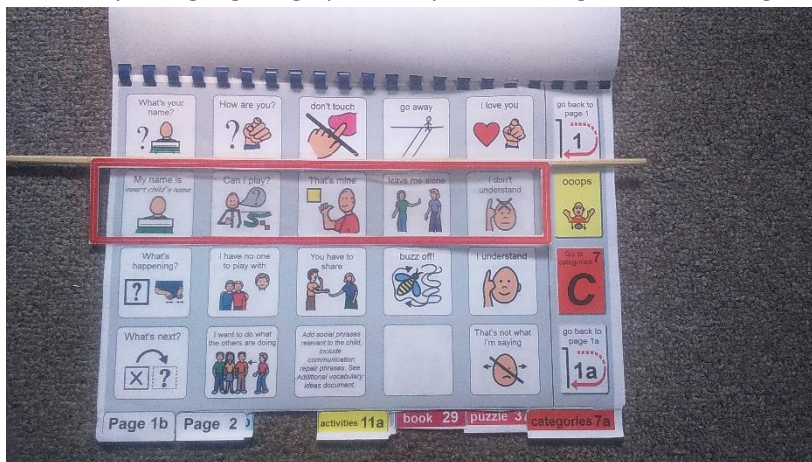 What's your
name?
How are you?
don't touch
go away
I love you
go back to
page 1
1
My name is
insert child's name
Can I play?
That's mine
leave me alone
I don't
understand
ooops
What's
happening?
I have no one
to play with
You have to
share
buzz off!
I understand
Go to
categories 7
C
What's next?
I want to do what
the others are doing
Add social phrases
relevant to the child,
include
communication
repair phrases. See
Additional vocabulary
ideas document.
That's not what
I'm saying
go back to
page 1a
1a
Page 1b
Page 2
activities 11a
book 29
puzzle 3
categories 7a